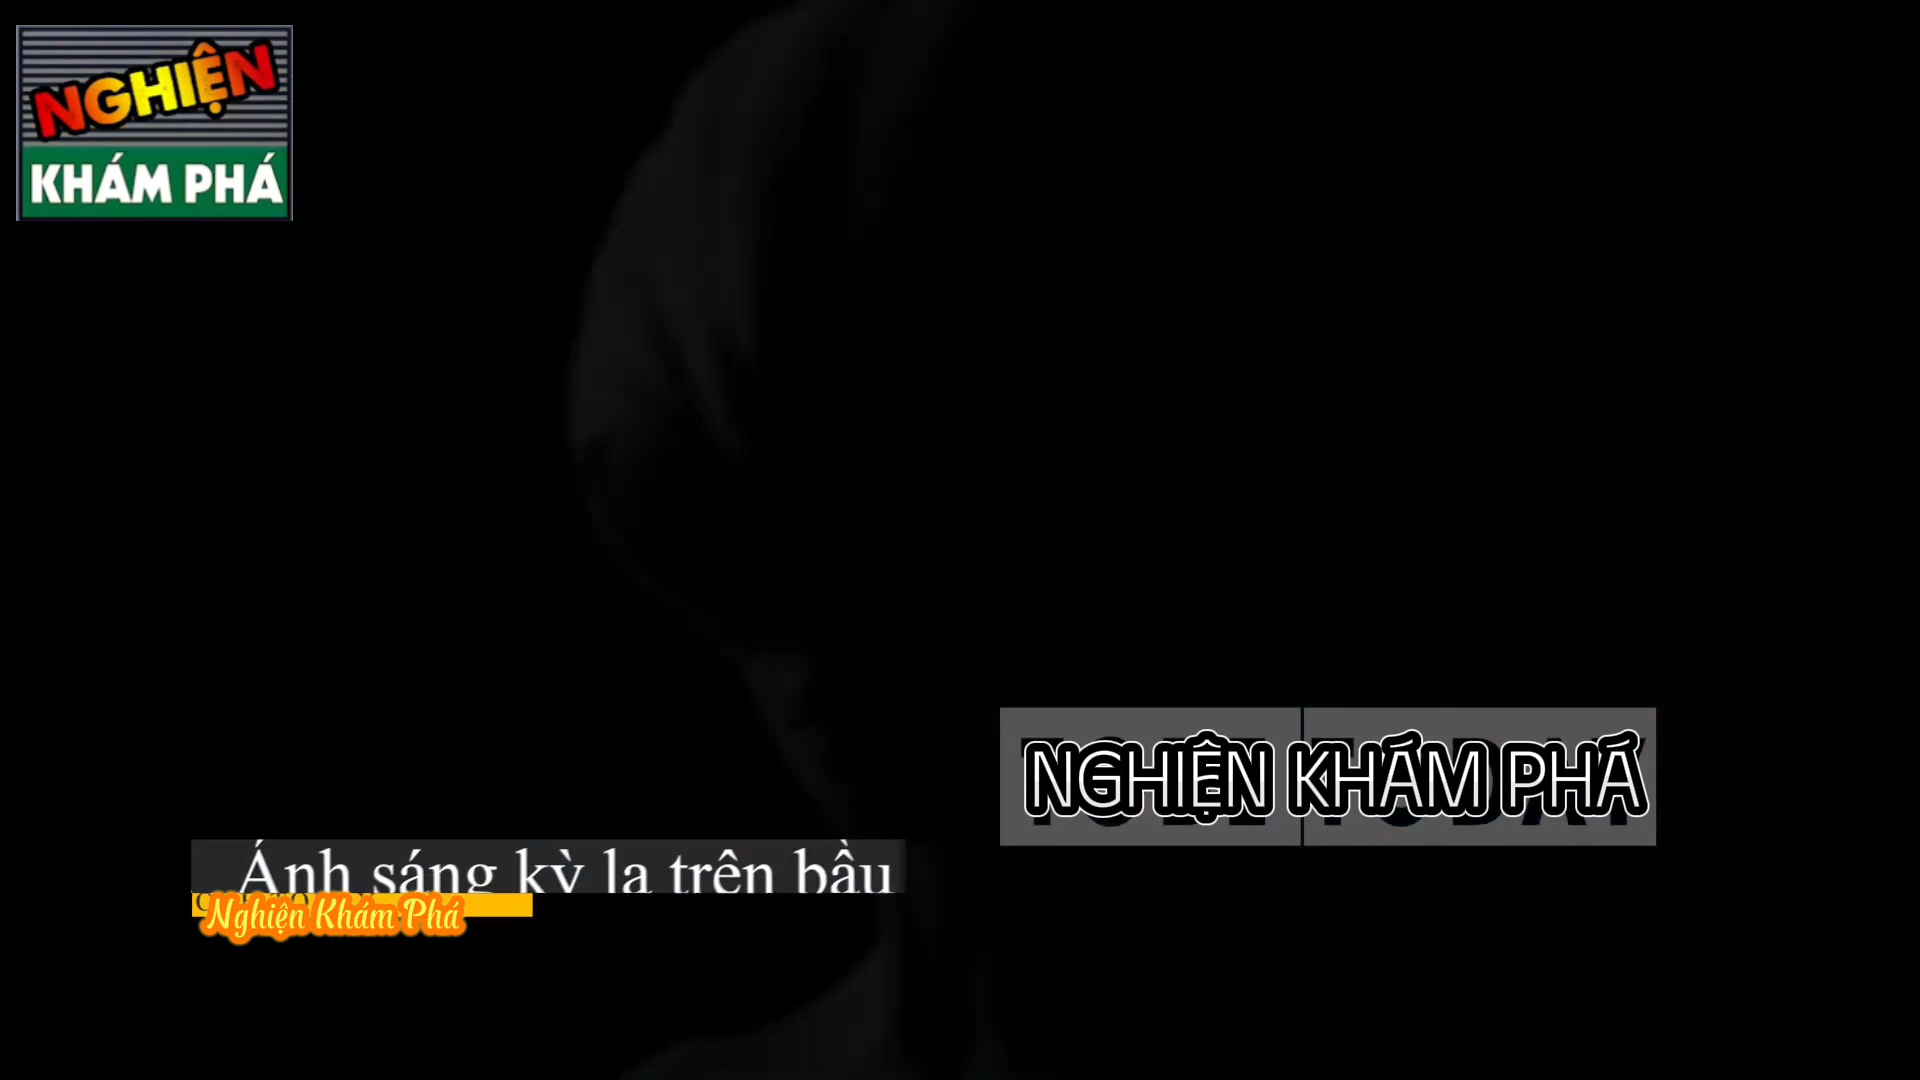 NGHIỆN
KHÁM PHÁ
NGHIỆN KHÁM PHÁ
Ánh sáng kỳ lạ trên bầu
Nghiện Khám Phá